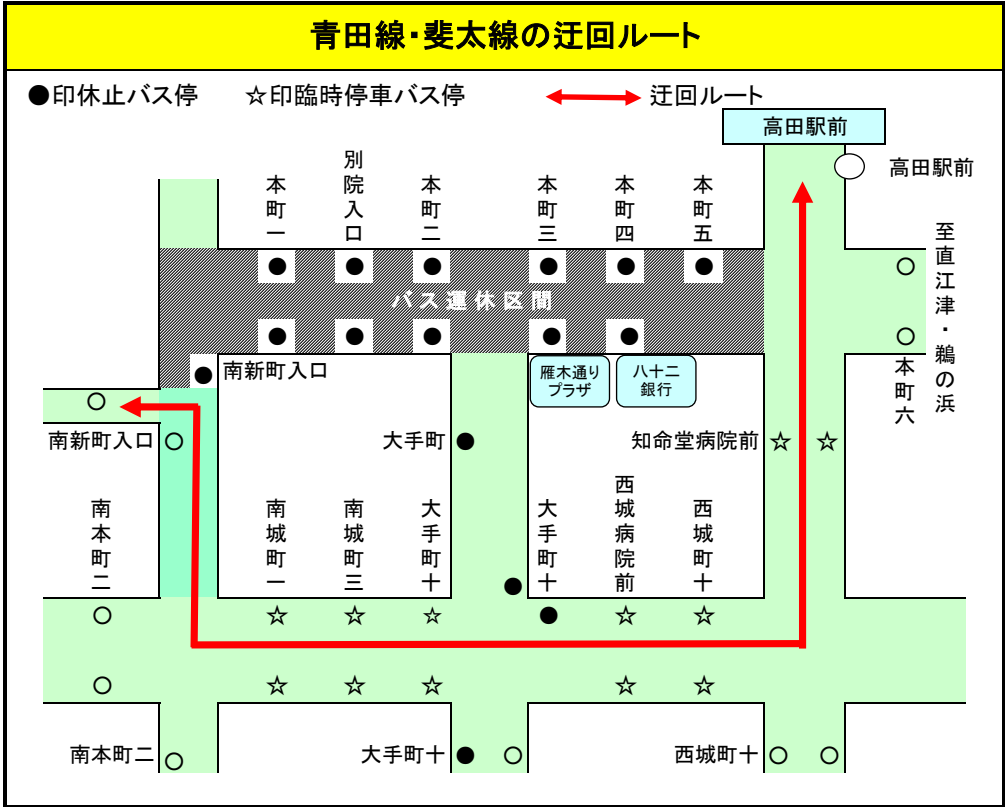 青田線・斐太線の迂回ルート
●印休止バス停
☆印臨時停車バス停
迂回ルート
高田駅前
高田駅前
本町一
別院入口
本町二
本町三
本町四
本町五
至直江津・鵜の浜
バス運休区間
本町六
南新町入口
雁木通り
プラザ
八十二
銀行
南新町入口
大手町
知命堂病院前
南本町二
南城町一
南城町三
大手町十
大手町十
西城病院前
西城町十
南本町二
大手町十
西城町十